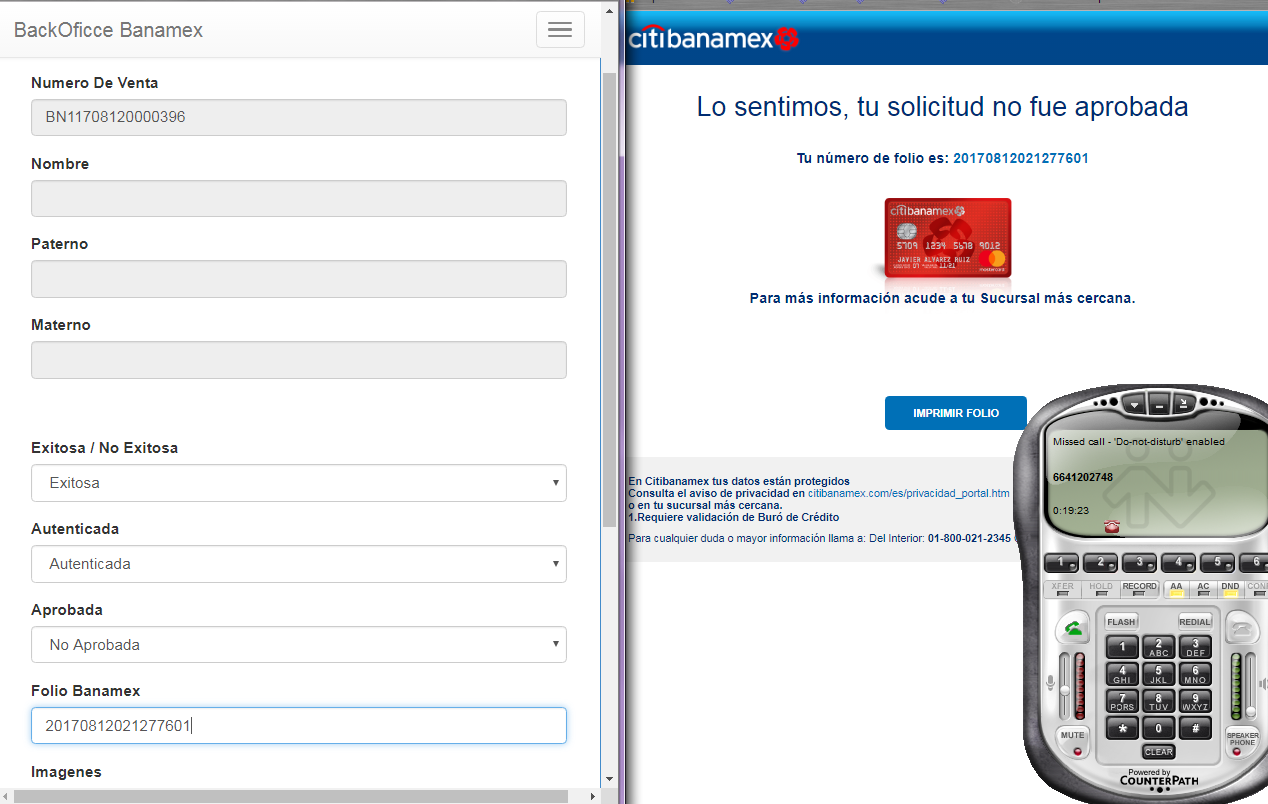 BackOficce Banamex
Numero De Venta
BN11708120000396
Nombre
Paterno
Materno
Exitosa / No Exitosa
Exitosa
Autenticada
Autenticada
Aprobada
No Aprobada
Folio Banamex
20170812021277601
Imagenes
citibanamex
Lo sentimos, tu solicitud no fue aprobada
Tu número de folio es: 20170812021277601
citibanamex
5709 1234 5678 9012
JAVIER ALVAREZ RUIZ
07 11/21
mastercard
Para más información acude a tu Sucursal más cercana.
IMPRIMIR FOLIO
En Citibanamex tus datos están protegidos
Consulta el aviso de privacidad en citibanamex.com/es/privacidad_portal.htm
o en tu sucursal más cercana.
1.Requiere validación de Buró de Crédito
Para cualquier duda o mayor información llama a: Del Interior: 01-800-021-2345
Missed call - 'Do-not-disturb' enabled
6641202748
0:19:23
1 2 3 4 5 6
XFER HOLD RECORD AA AC DND CON
FLASH REDIAL
1 2 ABC 3 DEF
4 GHI 5 JKL 6 MNO
7 PQRS 8 TUV 9 WXYZ
* 0 #
MUTE
CLEAR
SPEAKER
PHONE
Powered by
COUNTERPATH